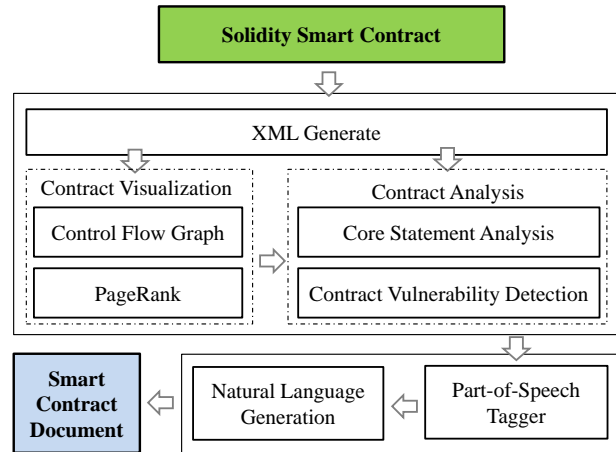 Solidity Smart Contract
XML Generate
Contract Visualization
Control Flow Graph
PageRank
Contract Analysis
Core Statement Analysis
Contract Vulnerability Detection
Smart
Contract
Document
Natural Language
Generation
Part-of-Speech
Tagger